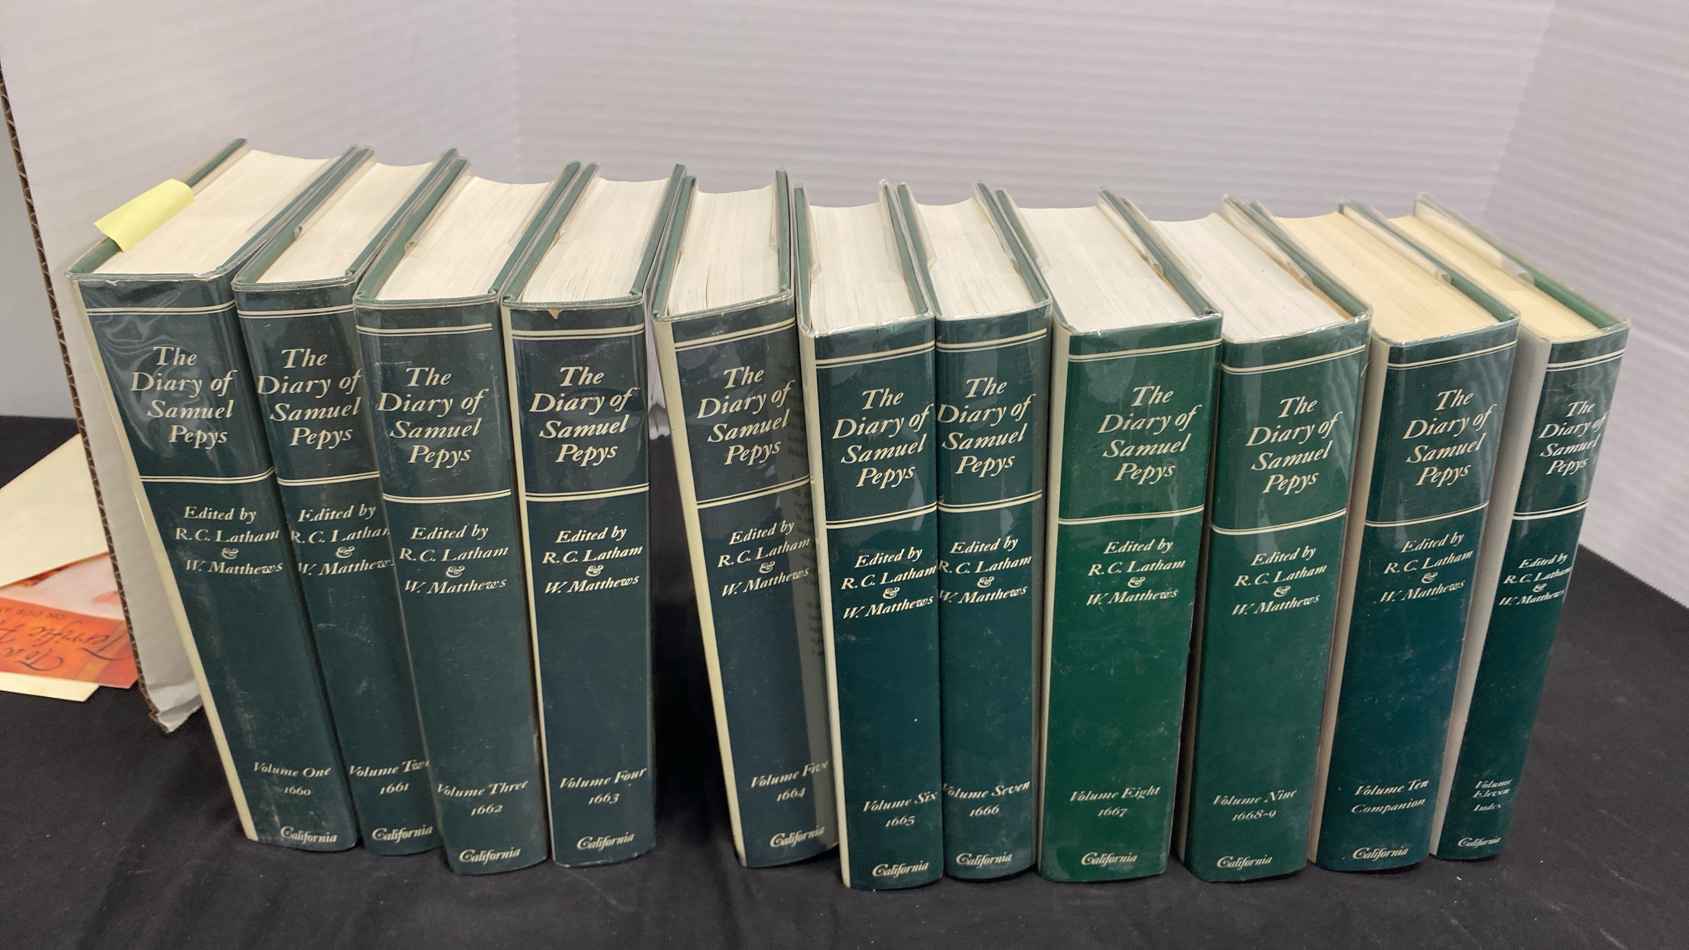 The
Diary of
Samuel
Pepys
Edited by
R.C. Latham
&
W. Matthews
Volume One
1660
California
The
Diary of
Samuel
Pepys
Edited by
R.C. Latham
&
W. Matthews
Volume Two
1661
California
The
Diary of
Samuel
Pepys
Edited by
R.C. Latham
&
W. Matthews
Volume Three
1662
California
The
Diary of
Samuel
Pepys
Edited by
R.C. Latham
&
W. Matthews
Volume Four
1663
California
The
Diary of
Samuel
Pepys
Edited by
R.C. Latham
&
W. Matthews
Volume Five
1664
California
The
Diary of
Samuel
Pepys
Edited by
R.C. Latham
&
W. Matthews
Volume Six
1665
California
The
Diary of
Samuel
Pepys
Edited by
R.C. Latham
&
W. Matthews
Volume Seven
1666
California
The
Diary of
Samuel
Pepys
Edited by
R.C. Latham
&
W. Matthews
Volume Eight
1667
California
The
Diary of
Samuel
Pepys
Edited by
R.C. Latham
&
W. Matthews
Volume Nine
1668-9
California
The
Diary of
Samuel
Pepys
Edited by
R.C. Latham
&
W. Matthews
Volume Ten
Companion
California
The
Diary of
Samuel
Pepys
Edited by
R.C. Latham
&
W. Matthews
Volume
Eleven
Index
California
To a
Terrific